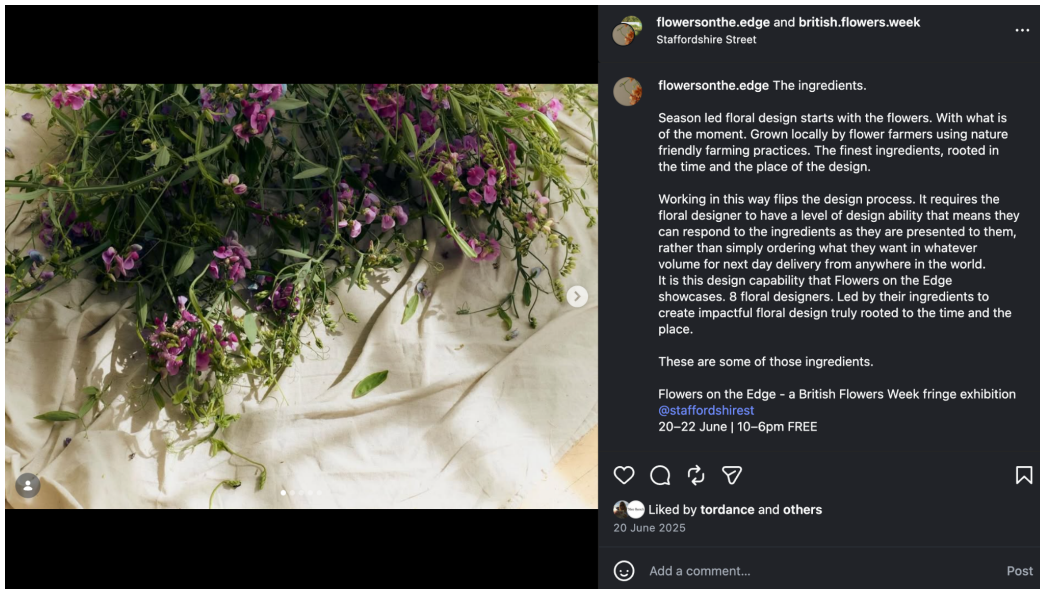 flowersonthe.edge and british.flowers.week
Staffordshire Street
flowersonthe.edge The ingredients.
Season led floral design starts with the flowers. With what is
of the moment. Grown locally by flower farmers using nature
friendly farming practices. The finest ingredients, rooted in
the time and the place of the design.
Working in this way flips the design process. It requires the
floral designer to have a level of design ability that means they
can respond to the ingredients as they are presented to them,
rather than simply ordering what they want in whatever
volume for next day delivery from anywhere in the world.
It is this design capability that Flowers on the Edge
showcases. 8 floral designers. Led by their ingredients to
create impactful floral design truly rooted to the time and the
place.
These are some of those ingredients.
Flowers on the Edge - a British Flowers Week fringe exhibition
@staffordshirest
20–22 June | 10–6pm FREE
Liked by tordance and others
20 June 2025
Add a comment...
Post